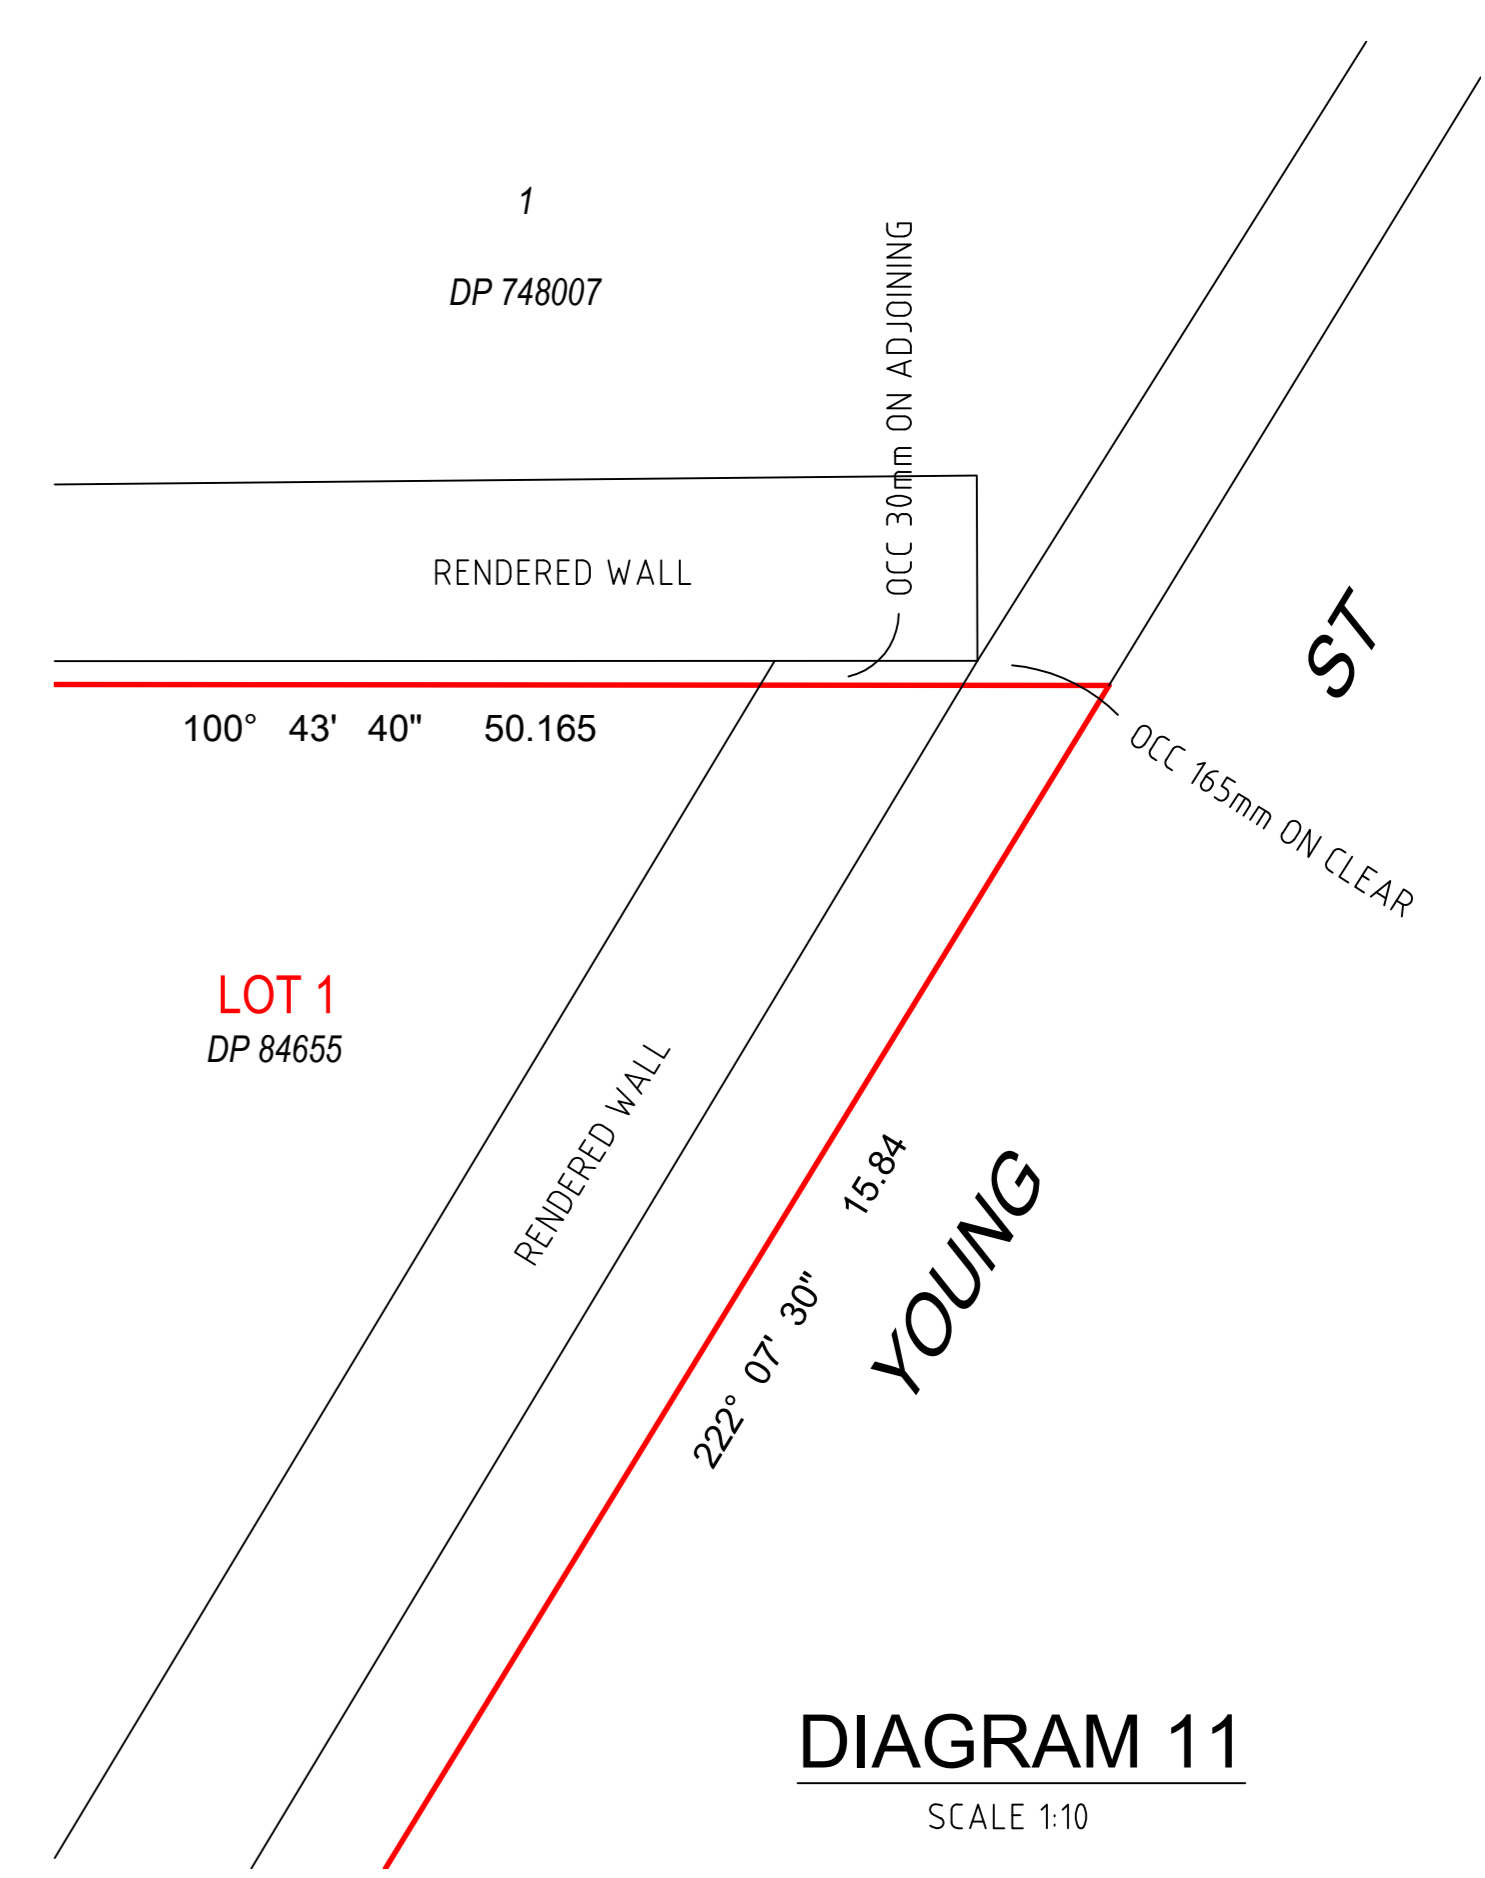 1
DP 748007
OCC 30mm ON ADJOINING
RENDERED WALL
ST
100° 43' 40" 50.165
OCC 165mm ON CLEAR
LOT 1
DP 84655
RENDERED WALL
222° 07' 30" 15.84
YOUNG
DIAGRAM 11
SCALE 1:10